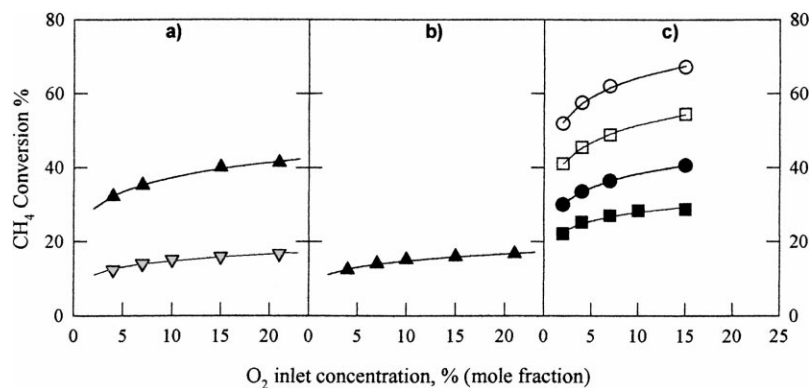 a) b) c)
80 80
60 60
40 40
20 20
0 0
0 5 10 15 20 0 5 10 15 20 0 5 10 15 20 25
CH4 Conversion %
O2 inlet concentration, % (mole fraction)